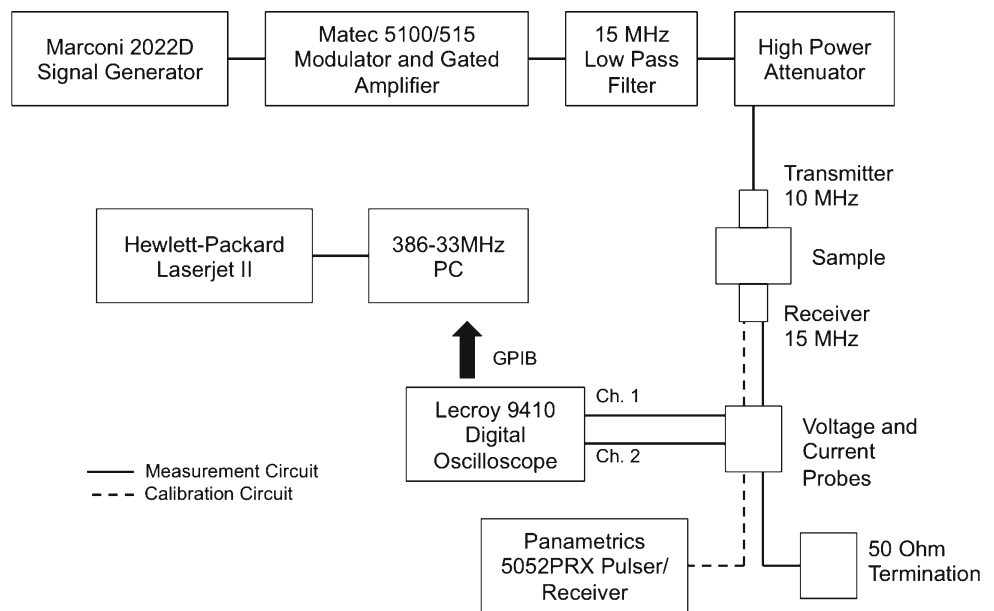 Marconi 2022D
Signal Generator
Matec 5100/515
Modulator and Gated
Amplifier
15 MHz
Low Pass
Filter
High Power
Attenuator
Transmitter
10 MHz
Hewlett-Packard
Laserjet II
386-33MHz
PC
Sample
Receiver
15 MHz
GPIB
Lecroy 9410
Digital
Oscilloscope
Ch. 1
Ch. 2
Voltage and
Current
Probes
Measurement Circuit
Calibration Circuit
Panametrics
5052PRX Pulser/
Receiver
50 Ohm
Termination